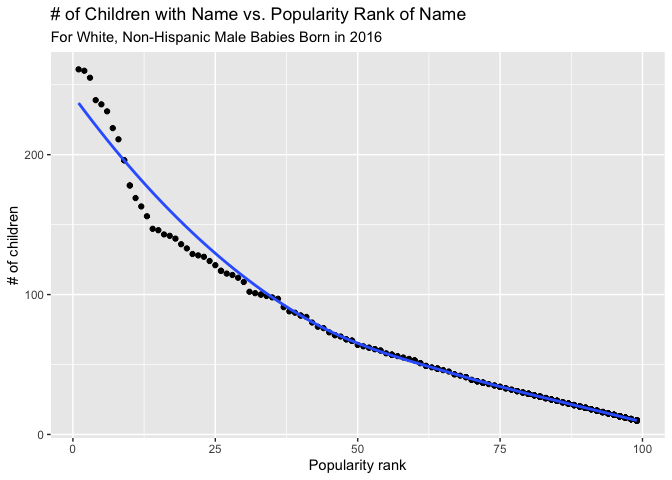 # of Children with Name vs. Popularity Rank of Name
For White, Non-Hispanic Male Babies Born in 2016
# of children
200
100
0
0 25 50 75 100
Popularity rank